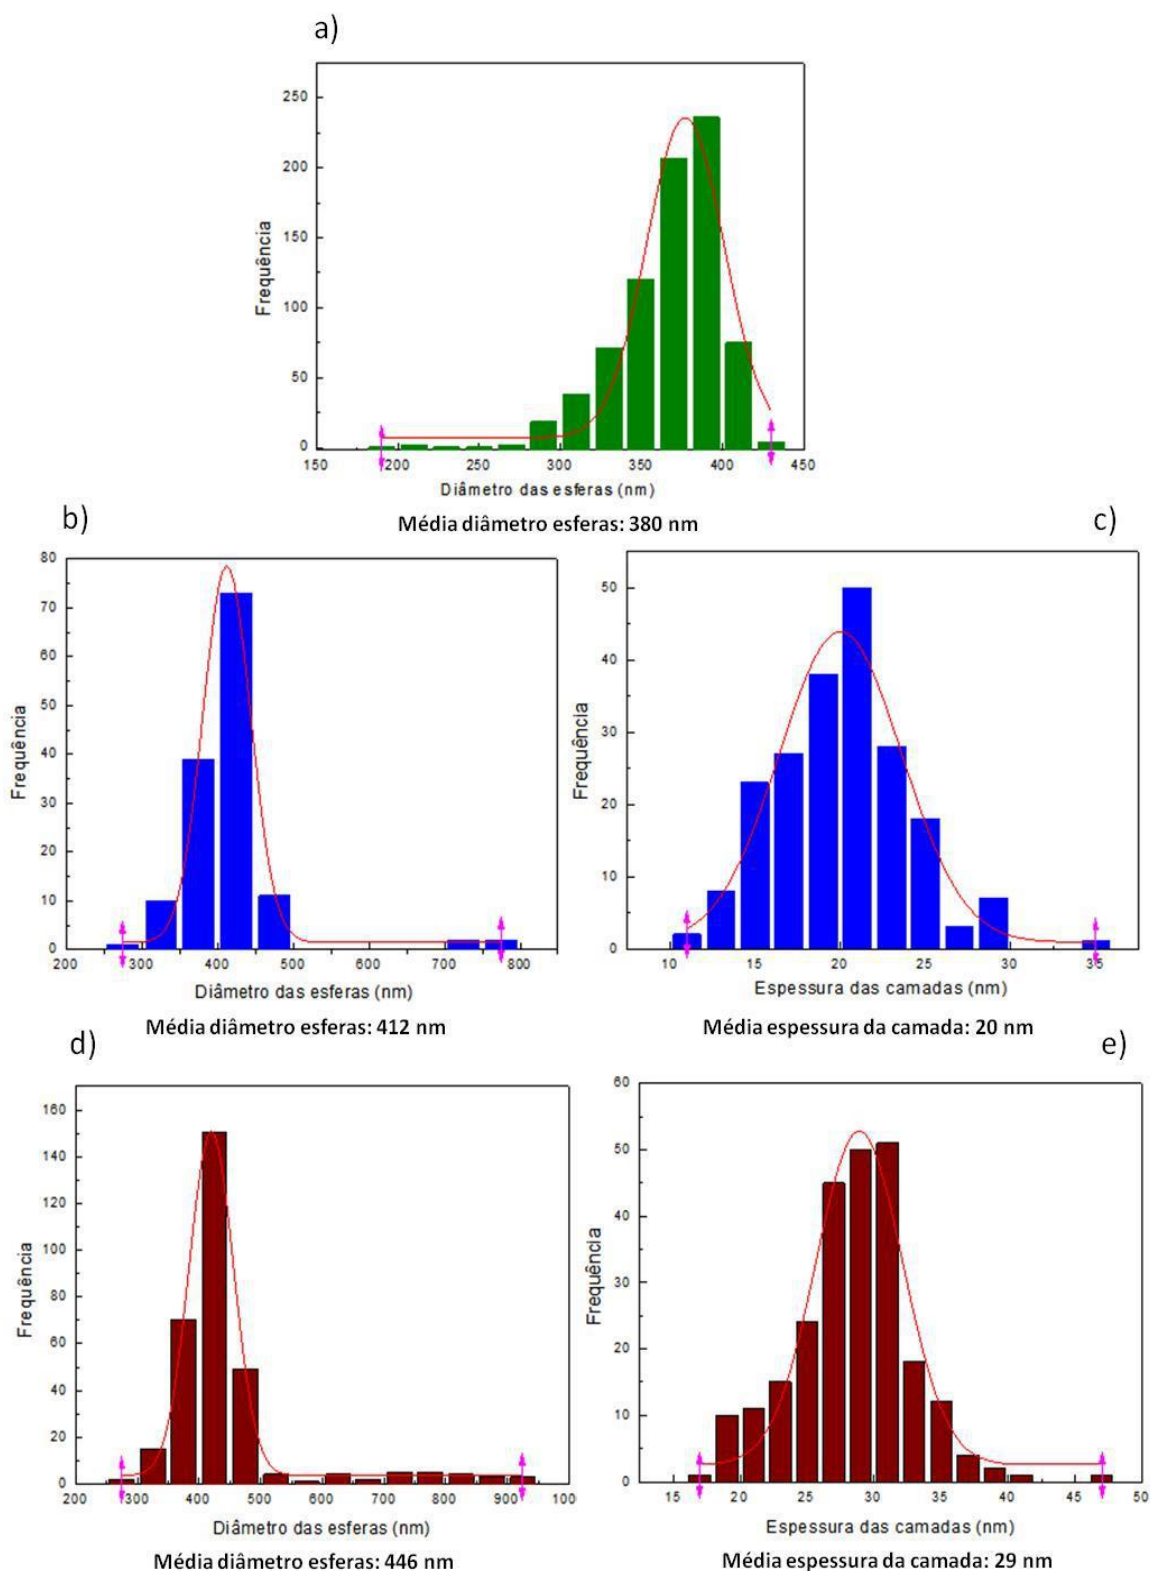 a)
250
200
150
100
50
0
Frequência
150 200 250 300 350 400 450
Diâmetro das esferas (nm)
Média diâmetro esferas: 380 nm
b)
80
70
60
50
40
30
20
10
0
Frequência
200 300 400 500 600 700 800
Diâmetro das esferas (nm)
Média diâmetro esferas: 412 nm
c)
50
40
30
20
10
0
Frequência
10 15 20 25 30 35
Espessura das camadas (nm)
Média espessura da camada: 20 nm
d)
160
140
120
100
80
60
40
20
0
Frequência
200 300 400 500 600 700 800 900 100
Diâmetro das esferas (nm)
Média diâmetro esferas: 446 nm
e)
60
50
40
30
20
10
0
Frequência
15 20 25 30 35 40 45 50
Espessura das camadas (nm)
Média espessura da camada: 29 nm